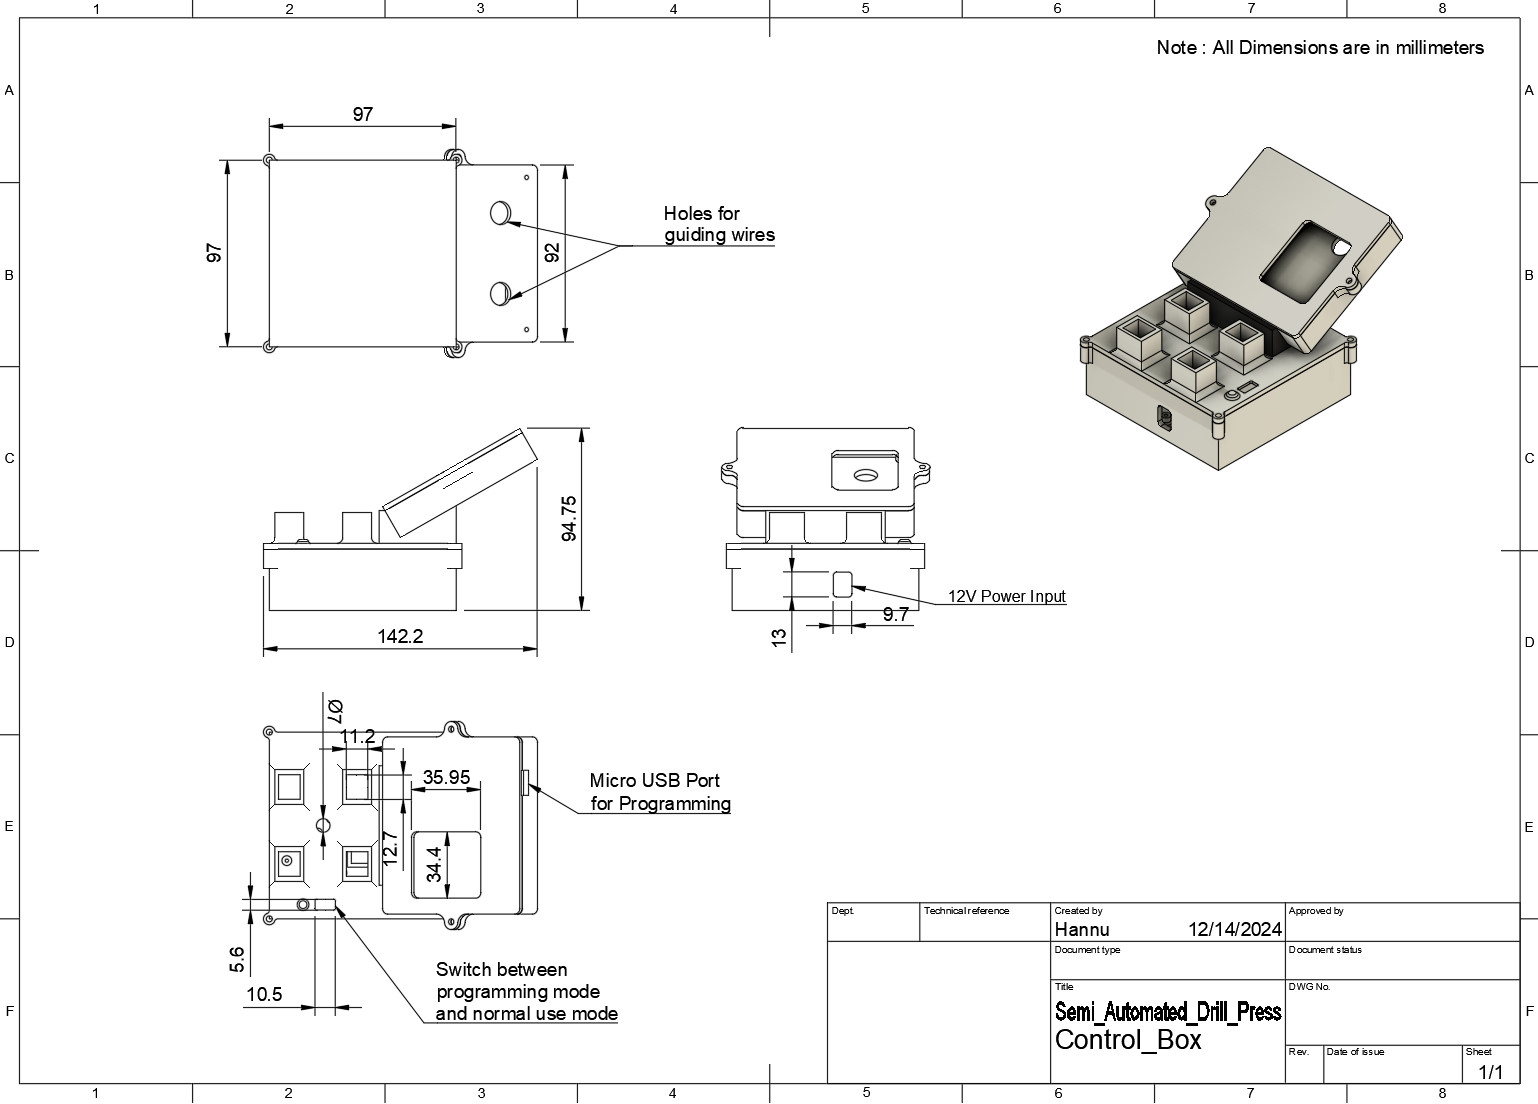 1 2 3 4 5 6 7 8
Note : All Dimensions are in millimeters
A A
97
Holes for
guiding wires
97
92
B B
C C
94.75
12V Power Input
9.7
13
142.2
D D
Ø7
11.2
35.95
Micro USB Port
for Programming
12.7
34.4
E E
5.6
10.5
Switch between
programming mode
and normal use mode
F F
Dept. Technical reference Created by Approved by
Hannu 12/14/2024
Document type Document status
Title DWG No.
Semi_Automated_Drill_Press
Control_Box
Rev. Date of issue Sheet
1/1
1 2 3 4 5 6 7 8